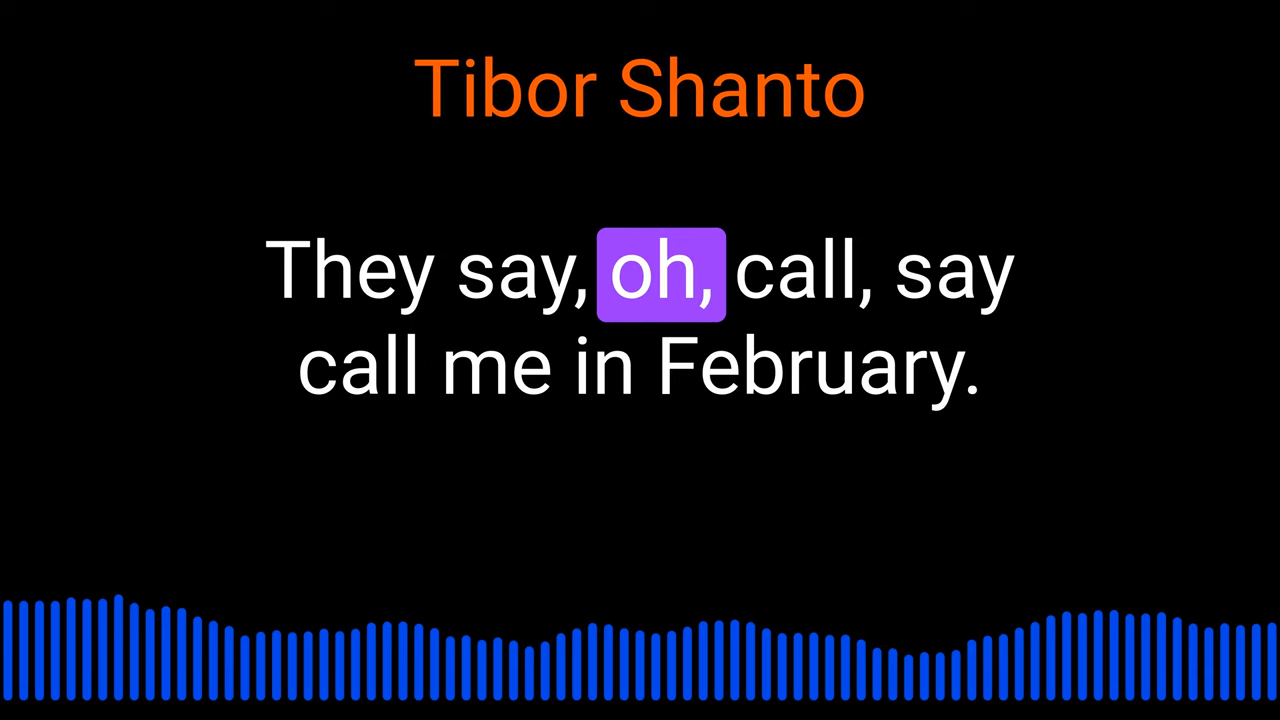 Tibor Shanto
They say, oh, call, say
call me in February.